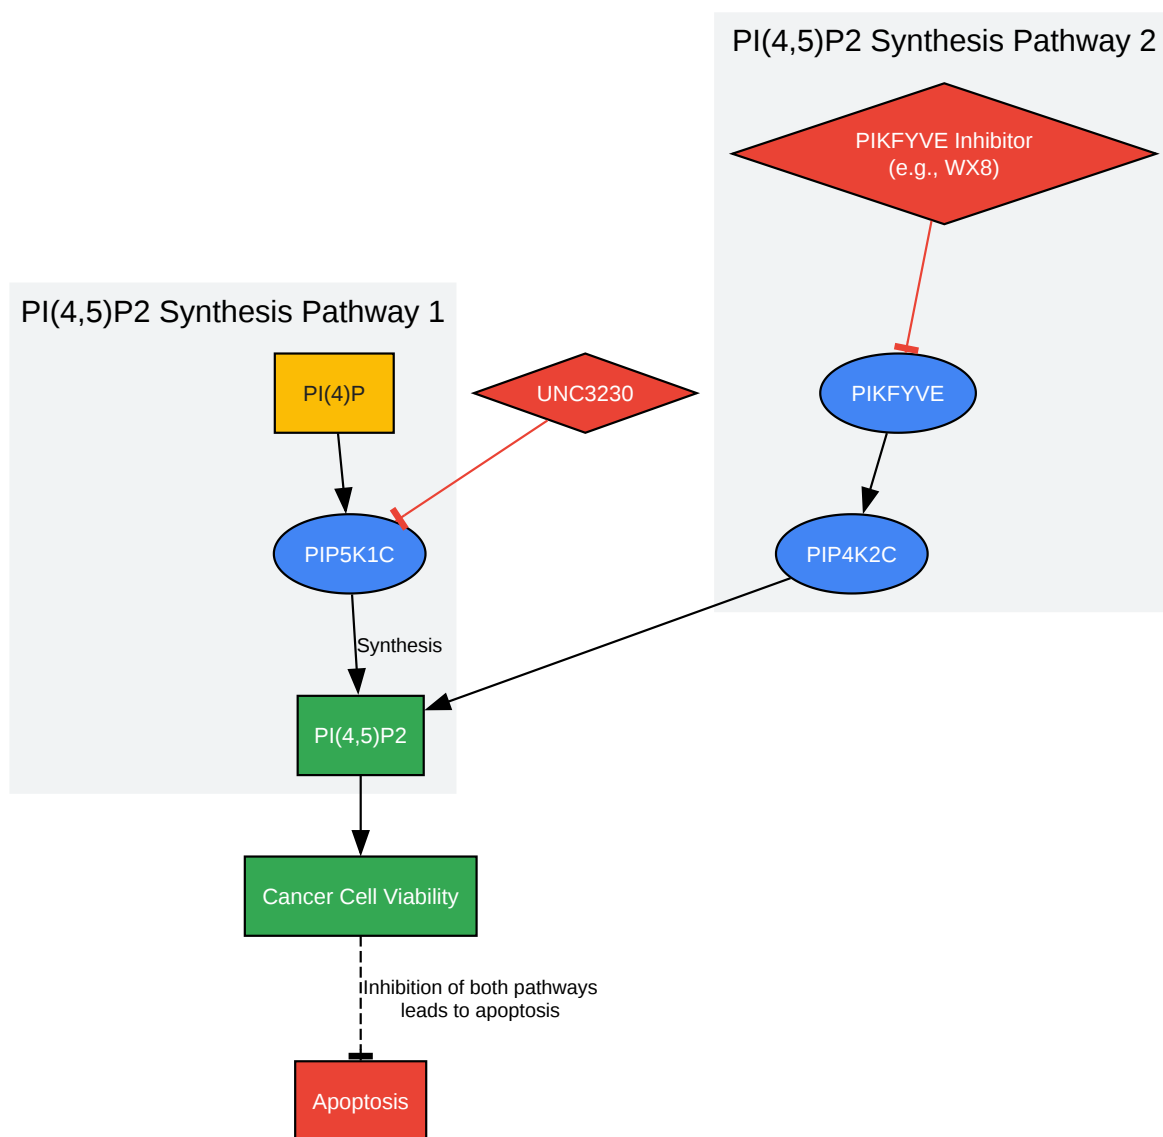 PI(4,5)P2 Synthesis Pathway 2
PIKFYVE Inhibitor
(e.g., WX8)
PI(4,5)P2 Synthesis Pathway 1
PI(4)P
UNC3230
PIKFYVE
PIP5K1C
PIP4K2C
Synthesis
PI(4,5)P2
Cancer Cell Viability
Inhibition of both pathways
leads to apoptosis
Apoptosis